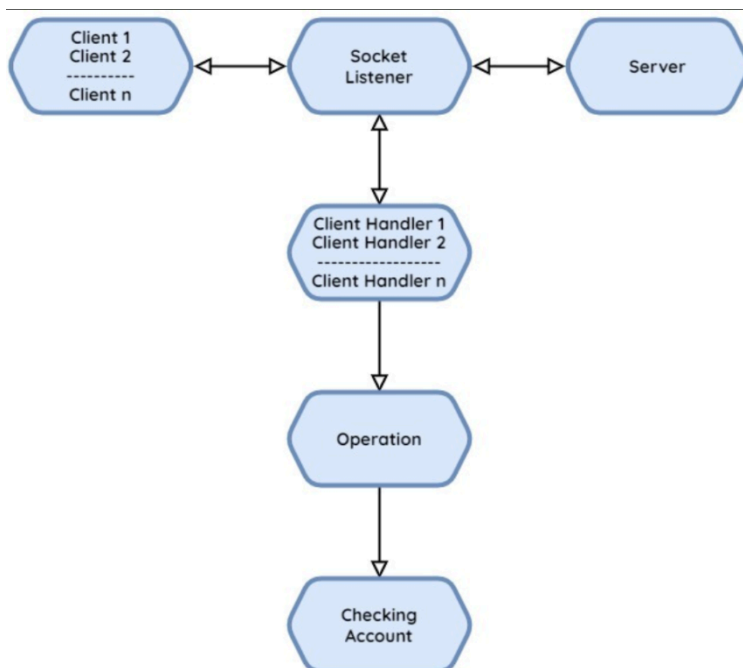 Client 1
Client 2
----------
Client n
Socket
Listener
Server
Client Handler 1
Client Handler 2
------------------
Client Handler n
Operation
Checking
Account